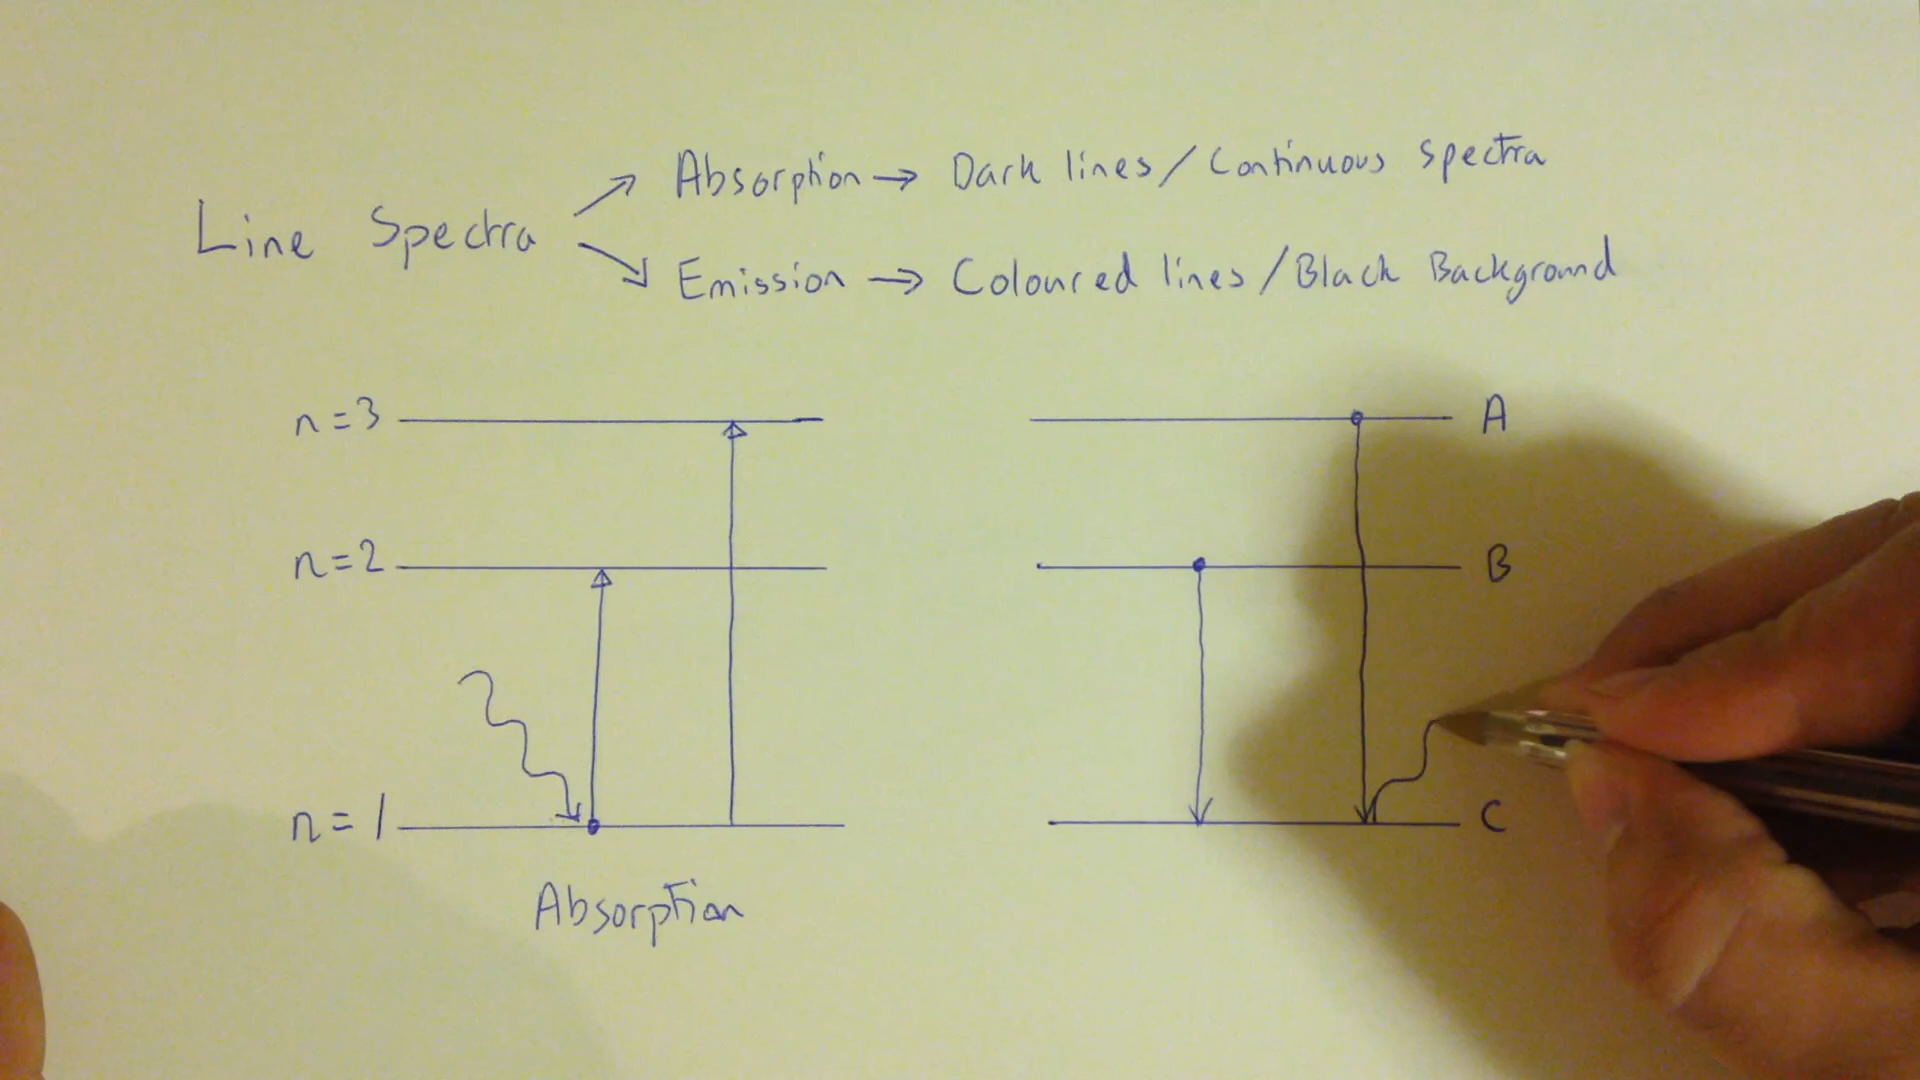 Line Spectra
Absorption → Dark lines / Continuous spectra
Emission → Coloured lines / Black Background
n=3
n=2
n=1
Absorption
A
B
C